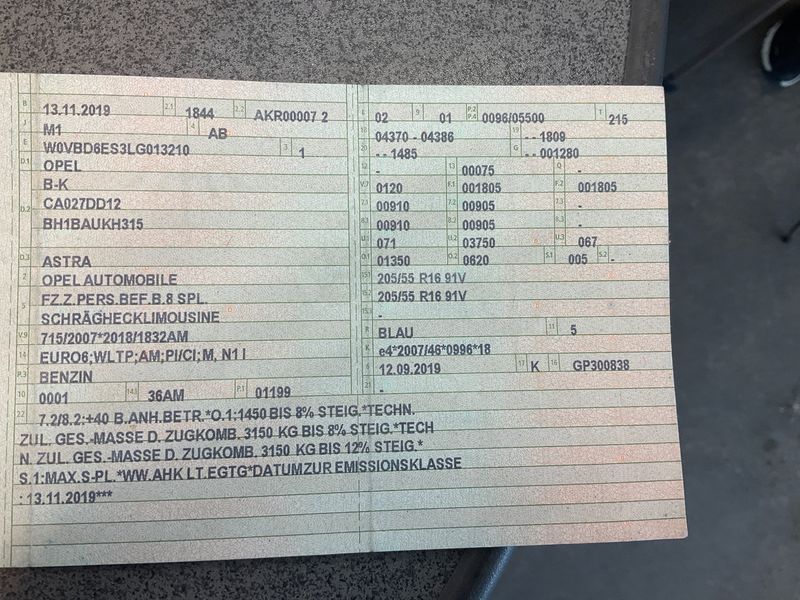 B 13.11.2019 2.1 1844 2.2 AKR00007 2
J M1 4 AB
E W0VBD6ES3LG013210 3 1
D.1 OPEL
B-K
D.2 CA027DD12
BH1BAUKH315
D.3 ASTRA
2 OPEL AUTOMOBILE
5 FZ.Z.PERS.BEF.B.8 SPL.
SCHRÄGHECKLIMOUSINE
V.9 715/2007*2018/1832AM
14 EURO6;WLTP;AM;PI/CI;M, N1 I
P.3 BENZIN
10 0001 14.1 36AM P.1 01199
L 02 9 01 P.2 P.4 0096/05500 T 215
18 04370 - 04386 19 - - 1809
20 - - 1485 G - - 001280
12 - 13 00075 Q -
V.7 0120 F.1 001805 F.2 001805
7.1 00910 7.2 00905 7.3 -
8.1 00910 8.2 00905 8.3 -
U.1 071 U.2 03750 U.3 067
O.1 01350 O.2 0620 S.1 005 S.2 -
15.1 205/55 R16 91V
15.2 205/55 R16 91V
15.3 -
R BLAU 11 5
K e4*2007/46*0996*18
6 12.09.2019 17 K 16 GP300838
21 -
22 7.2/8.2:+40 B.ANH.BETR.*O.1:1450 BIS 8% STEIG.*TECHN.
ZUL. GES.-MASSE D. ZUGKOMB. 3150 KG BIS 8% STEIG.*TECH
N. ZUL. GES.-MASSE D. ZUGKOMB. 3150 KG BIS 12% STEIG.*
S.1:MAX.S-PL.*WW.AHK LT.EGTG*DATUMZUR EMISSIONSKLASSE
:13.11.2019***